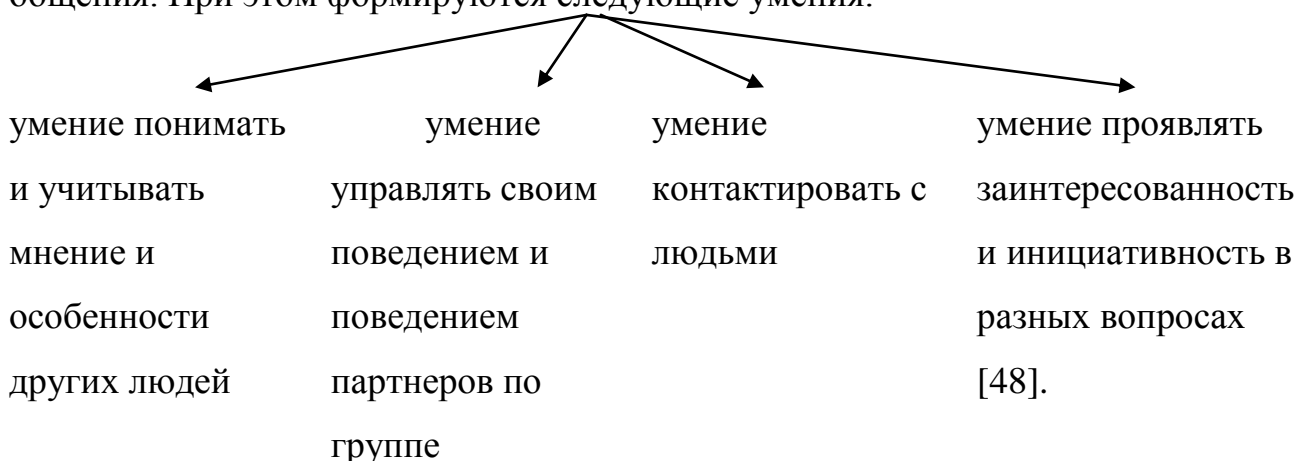 общения. При этом формируются следующие умения:
умение понимать
и учитывать
мнение и
особенности
других людей
умение
управлять своим
поведением и
поведением
партнеров по
группе
умение
контактировать с
людьми
умение проявлять
заинтересованность
и инициативность в
разных вопросах
[48].